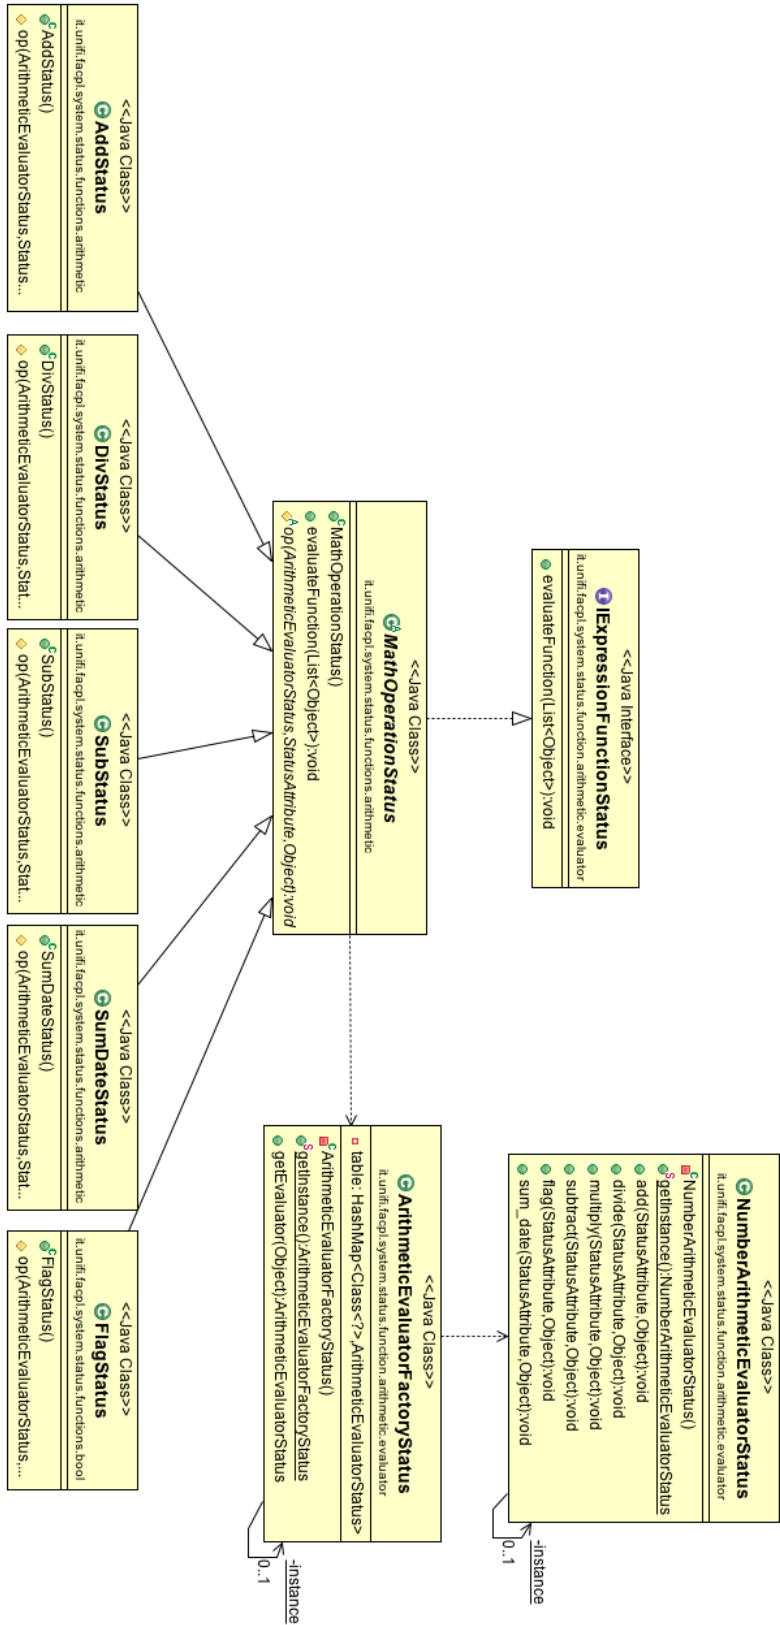 <<Java Interface>>
IExpressionFunctionStatus
it.unifi.facpl.system.status.function.arithmetic.evaluator
evaluateFunction(List<Object>):void
<<Java Class>>
NumberArithmeticEvaluatorStatus
it.unifi.facpl.system.status.function.arithmetic.evaluator
NumberArithmeticEvaluatorStatus()
getInstance():NumberArithmeticEvaluatorStatus
add(StatusAttribute,Object):void
divide(StatusAttribute,Object):void
multiply(StatusAttribute,Object):void
subtract(StatusAttribute,Object):void
flag(StatusAttribute,Object):void
sum_date(StatusAttribute,Object):void
-instance
0..1
<<Java Class>>
MathOperationStatus
it.unifi.facpl.system.status.functions.arithmetic
MathOperationStatus()
evaluateFunction(List<Object>):void
op(ArithmeticEvaluatorStatus,StatusAttribute,Object):void
<<Java Class>>
ArithmeticEvaluatorFactoryStatus
it.unifi.facpl.system.status.function.arithmetic.evaluator
table: HashMap<Class<?>,ArithmeticEvaluatorStatus>
ArithmeticEvaluatorFactoryStatus()
getInstance():ArithmeticEvaluatorFactoryStatus
getEvaluator(Object):ArithmeticEvaluatorStatus
-instance
0..1
<<Java Class>>
AddStatus
it.unifi.facpl.system.status.functions.arithmetic
AddStatus()
op(ArithmeticEvaluatorStatus,Status...
<<Java Class>>
DivStatus
it.unifi.facpl.system.status.functions.arithmetic
DivStatus()
op(ArithmeticEvaluatorStatus,Stat...
<<Java Class>>
SubStatus
it.unifi.facpl.system.status.functions.arithmetic
SubStatus()
op(ArithmeticEvaluatorStatus,Stat...
<<Java Class>>
SumDateStatus
it.unifi.facpl.system.status.functions.arithmetic
SumDateStatus()
op(ArithmeticEvaluatorStatus,Stat...
<<Java Class>>
FlagStatus
it.unifi.facpl.system.status.functions.bool
FlagStatus()
op(ArithmeticEvaluatorStatus,...